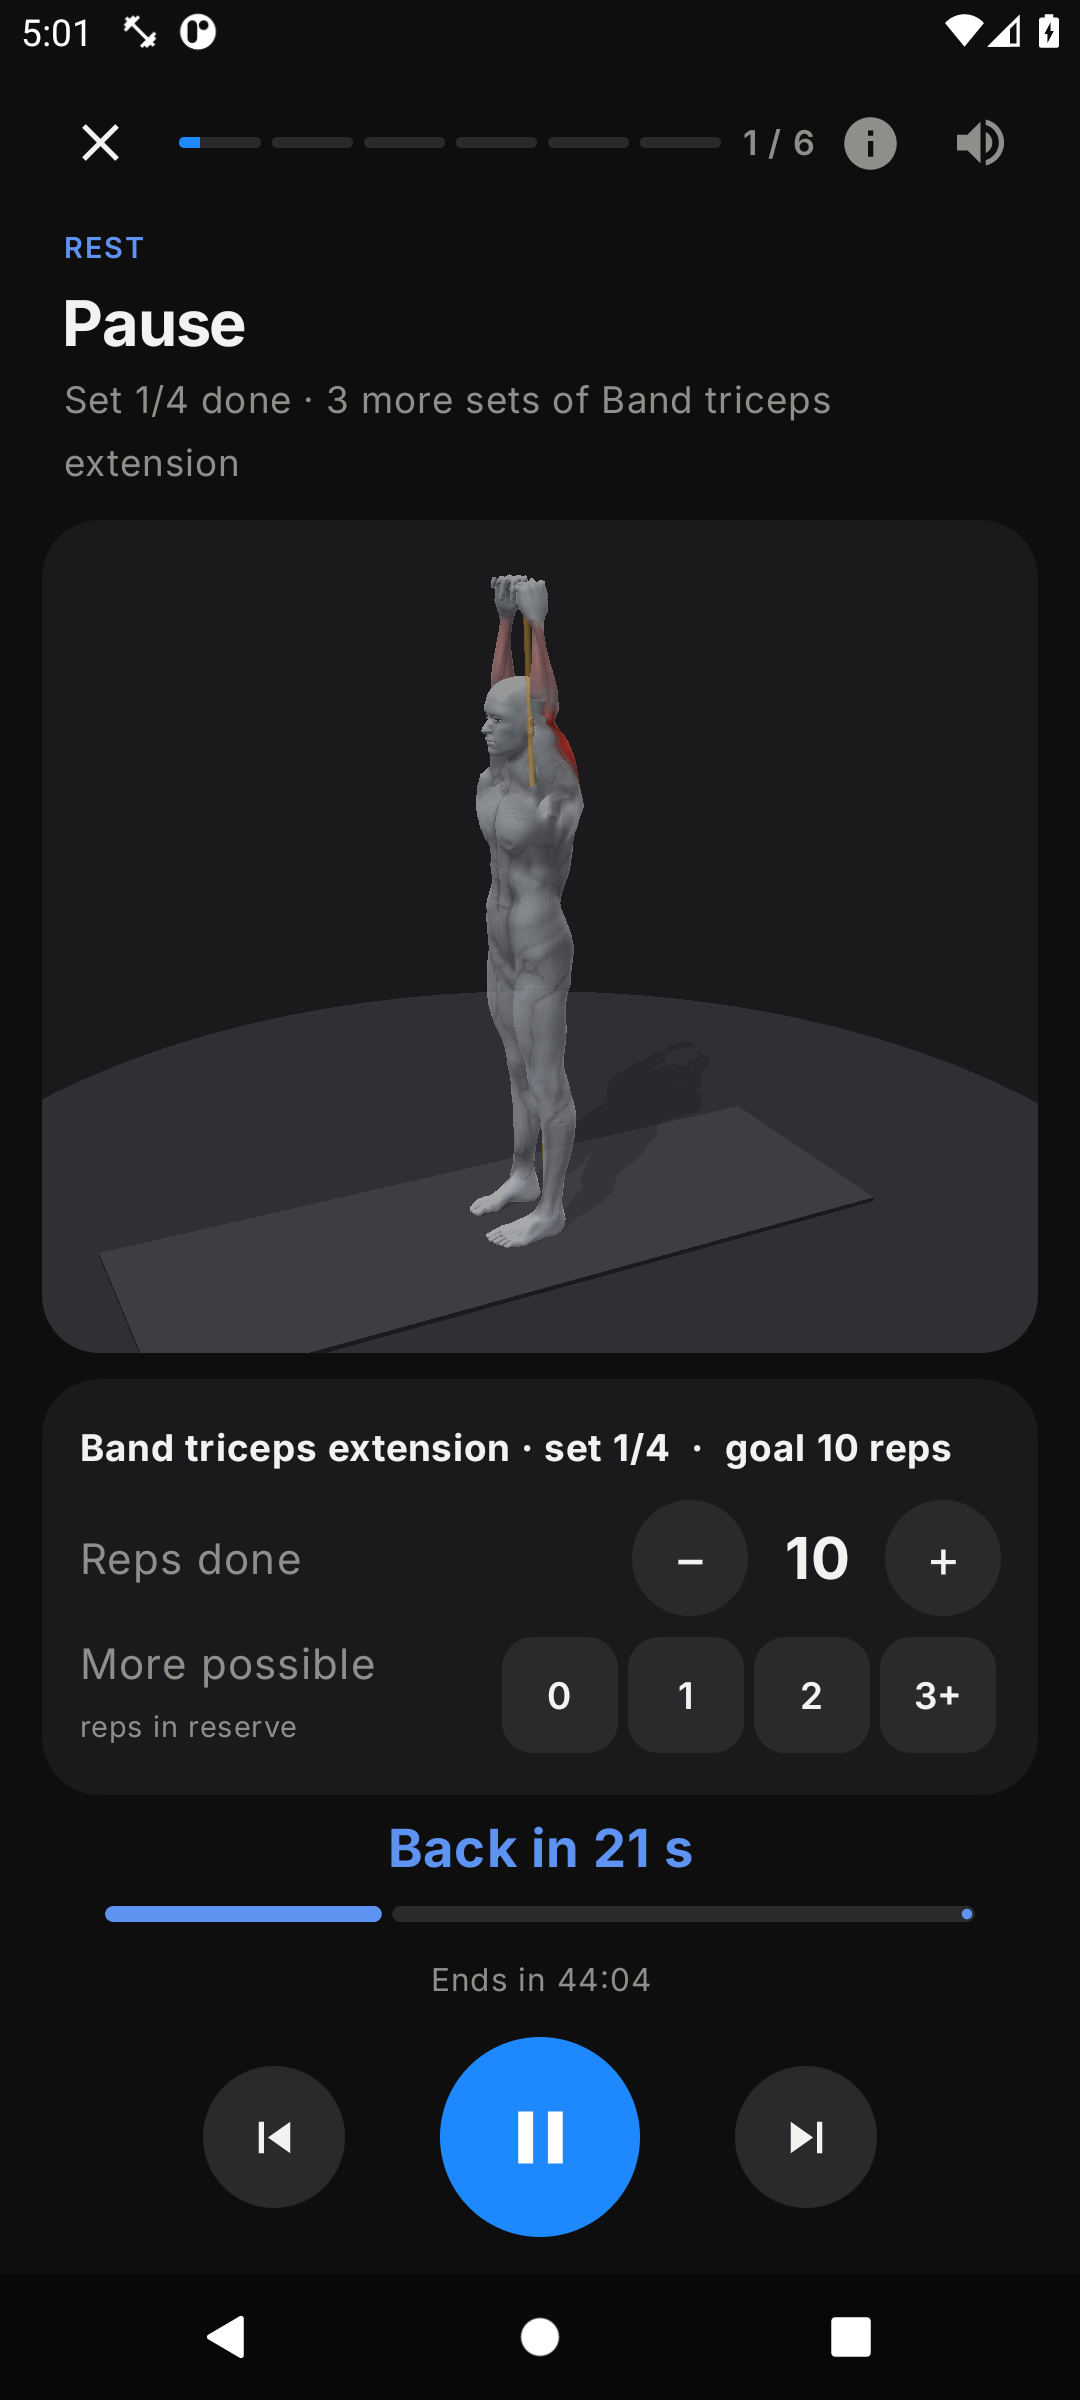 5:01
1 / 6
REST
Pause
Set 1/4 done · 3 more sets of Band triceps
extension
Band triceps extension · set 1/4 · goal 10 reps
Reps done
− 10 +
More possible
reps in reserve
0 1 2 3+
Back in 21 s
Ends in 44:04